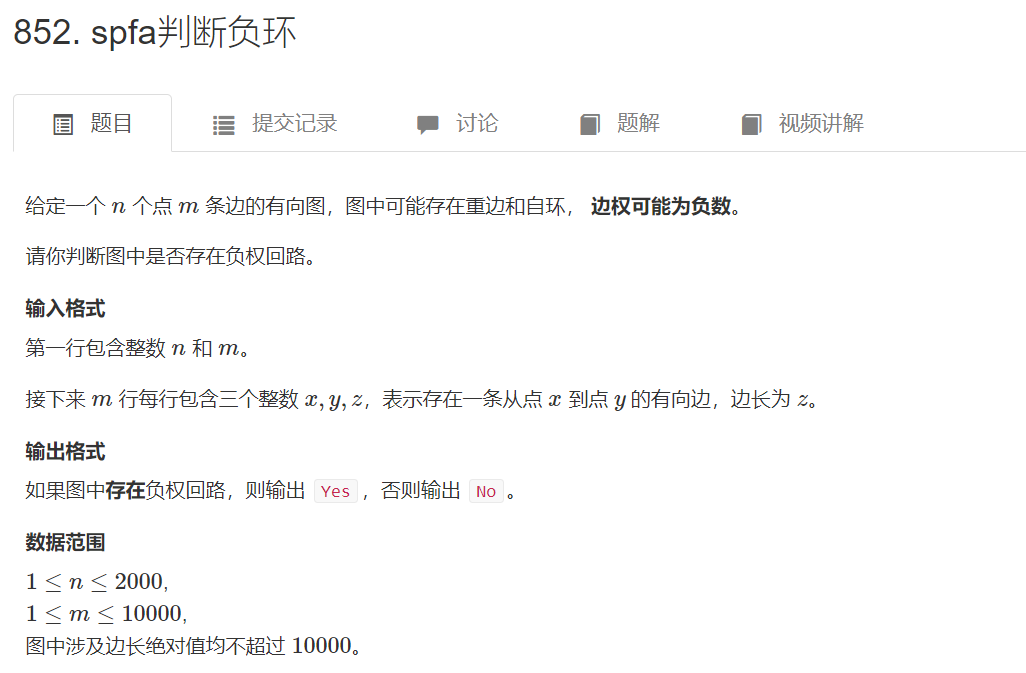 852. spfa判断负环
题目 提交记录 讨论 题解 视频讲解
给定一个 n 个点 m 条边的有向图，图中可能存在重边和自环， 边权可能为负数。
请你判断图中是否存在负权回路。
输入格式
第一行包含整数 n 和 m。
接下来 m 行每行包含三个整数 x, y, z，表示存在一条从点 x 到点 y 的有向边，边长为 z。
输出格式
如果图中存在负权回路，则输出 Yes，否则输出 No。
数据范围
1 ≤ n ≤ 2000,
1 ≤ m ≤ 10000,
图中涉及边长绝对值均不超过 10000。